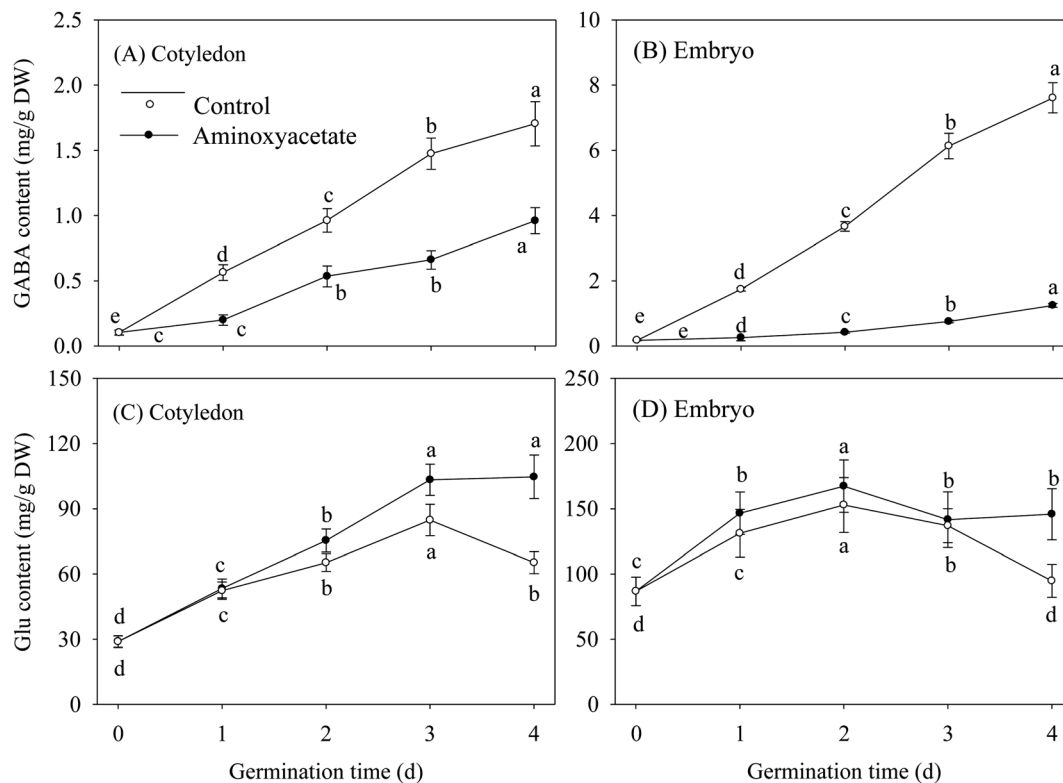 (A) Cotyledon
Control
Aminoxyacetate
GABA content (mg/g DW)
2.5
2.0
1.5
1.0
0.5
0.0
e
d
c
b
a
c
c
b
b
a
(B) Embryo
10
8
6
4
2
0
e
d
c
b
a
e
d
c
b
a
(C) Cotyledon
Glu content (mg/g DW)
150
120
90
60
30
0
d
c
b
a
a
d
c
b
a
b
0
1
2
3
4
Germination time (d)
(D) Embryo
250
200
150
100
50
0
c
b
a
b
b
d
c
a
b
d
0
1
2
3
4
Germination time (d)